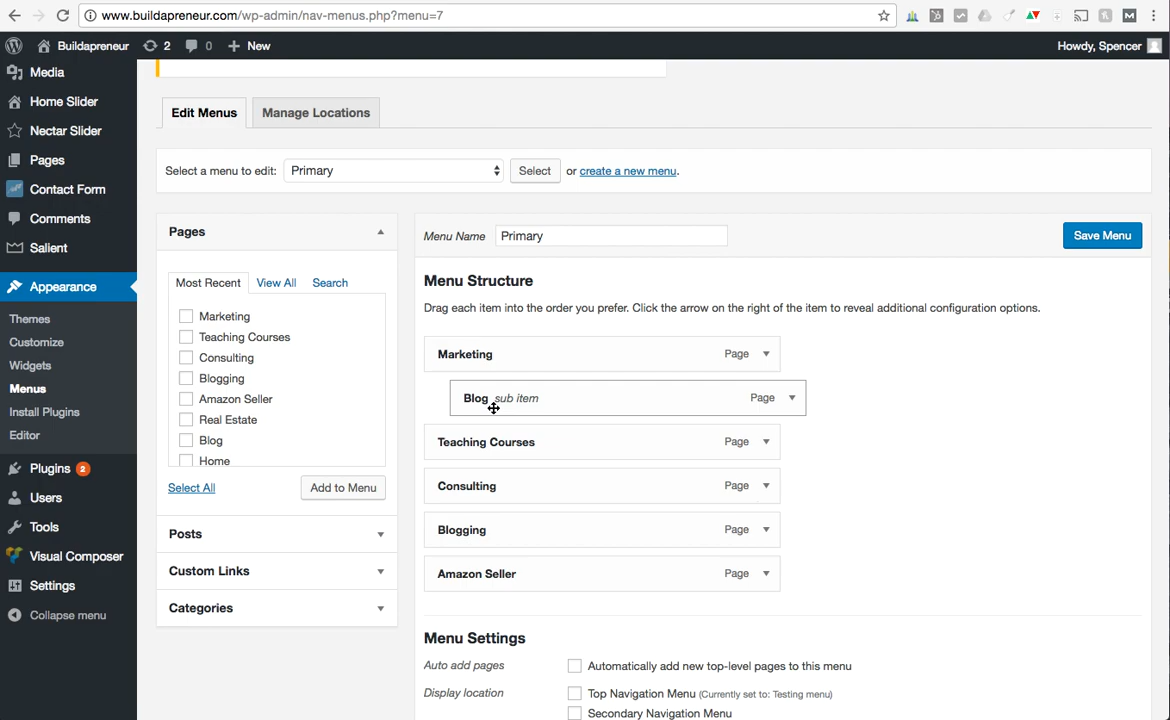 www.buildapreneur.com/wp-admin/nav-menus.php?menu=7
Buildapreneur 2 0 New Howdy, Spencer
Media
Home Slider
Nectar Slider
Pages
Contact Form
Comments
Salient
Appearance
Themes
Customize
Widgets
Menus
Install Plugins
Editor
Plugins 2
Users
Tools
Visual Composer
Settings
Collapse menu
Edit Menus Manage Locations
Select a menu to edit: Primary Select or create a new menu.
Pages
Most Recent View All Search
Marketing
Teaching Courses
Consulting
Blogging
Amazon Seller
Real Estate
Blog
Home
Select All Add to Menu
Posts
Custom Links
Categories
Menu Name Primary Save Menu
Menu Structure
Drag each item into the order you prefer. Click the arrow on the right of the item to reveal additional configuration options.
Marketing Page
Blog sub item Page
Teaching Courses Page
Consulting Page
Blogging Page
Amazon Seller Page
Menu Settings
Auto add pages Automatically add new top-level pages to this menu
Display location Top Navigation Menu (Currently set to: Testing menu)
Secondary Navigation Menu